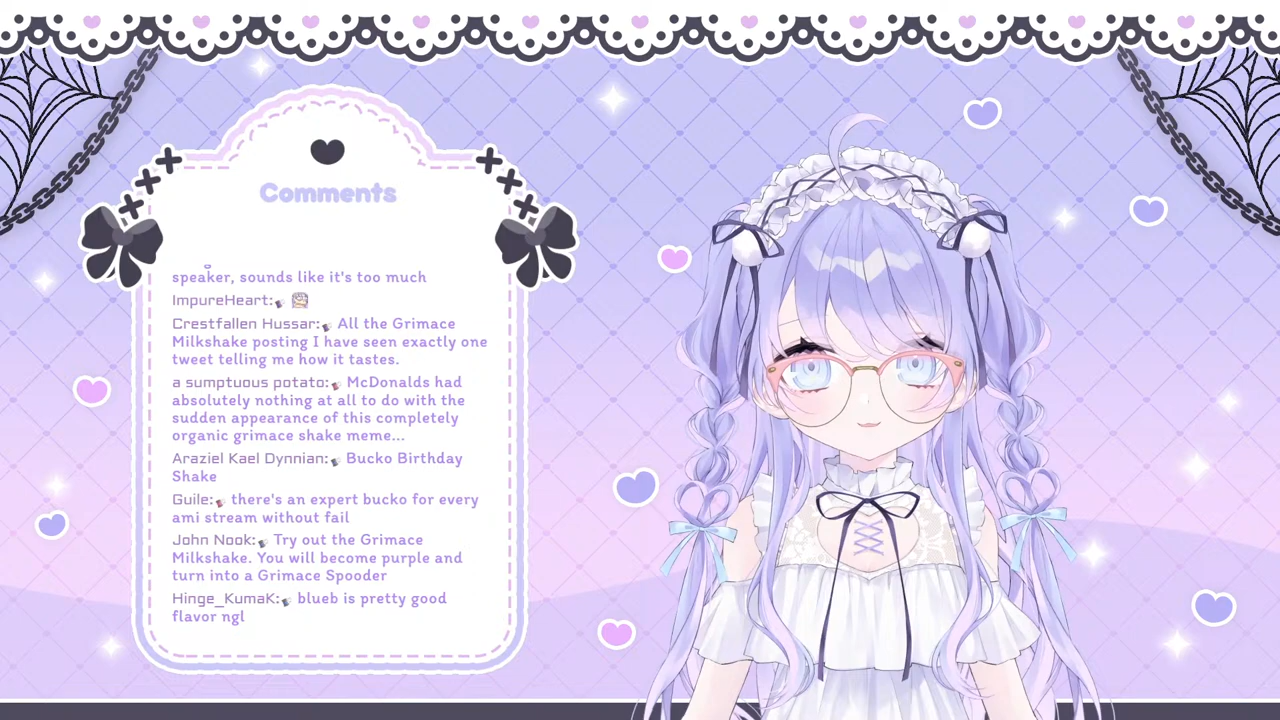 Comments
speaker, sounds like it's too much
ImpureHeart:
Crestfallen Hussar: All the Grimace
Milkshake posting I have seen exactly one
tweet telling me how it tastes.
a sumptuous potato: McDonalds had
absolutely nothing at all to do with the
sudden appearance of this completely
organic grimace shake meme...
Araziel Kael Dynnian: Bucko Birthday
Shake
Guile: there's an expert bucko for every
ami stream without fail
John Nook: Try out the Grimace
Milkshake. You will become purple and
turn into a Grimace Spooder
Hinge_KumaK: blueb is pretty good
flavor ngl